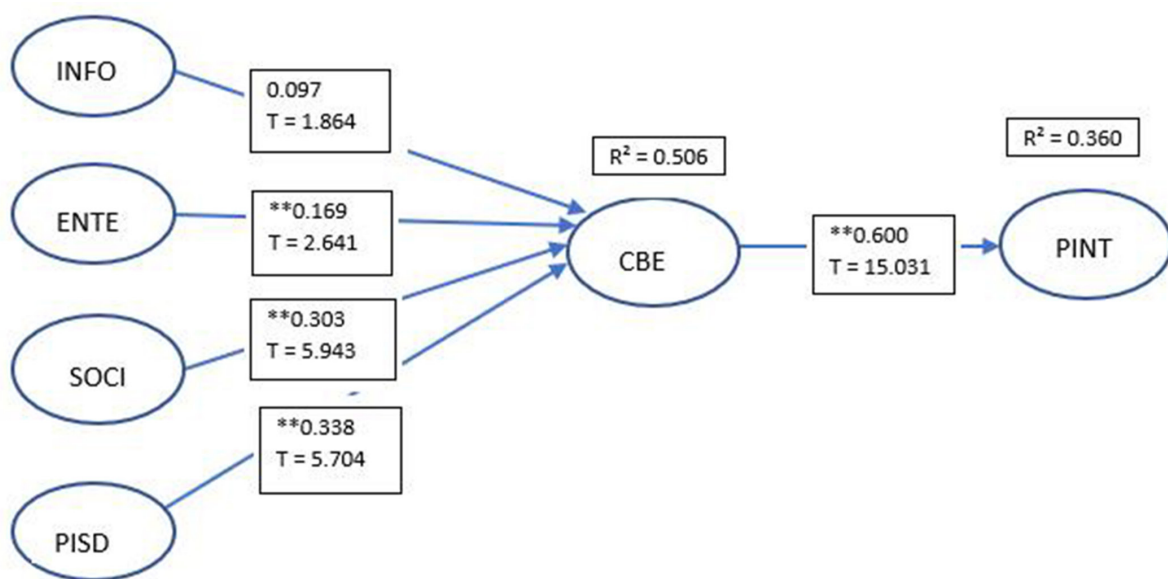 INFO
0.097
T = 1.864
R² = 0.506
R² = 0.360
ENTE
**0.169
T = 2.641
CBE
**0.600
T = 15.031
PINT
SOCI
**0.303
T = 5.943
**0.338
T = 5.704
PISD